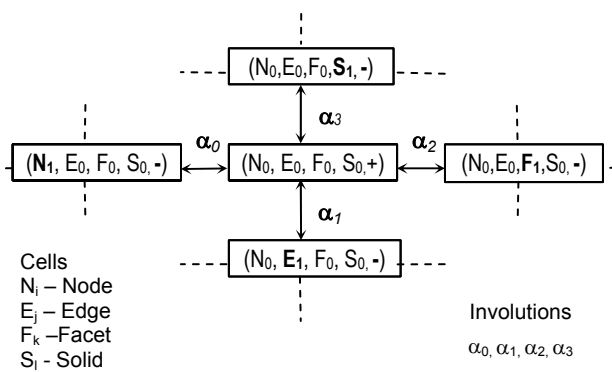 (N₀,E₀,F₀,S₁,-)
α₃
α₀
α₂
(N₁, E₀, F₀, S₀,-)
(N₀, E₀, F₀, S₀,+)
(N₀,E₀,F₁,S₀,-)
α₁
(N₀, E₁, F₀, S₀,-)
Cells
Nᵢ – Node
Eⱼ – Edge
Fₖ –Facet
Sₗ - Solid
Involutions
α₀, α₁, α₂, α₃